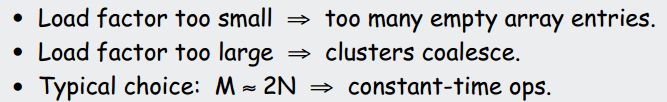 • Load factor too small ⇒ too many empty array entries.
• Load factor too large ⇒ clusters coalesce.
• Typical choice: M ≈ 2N ⇒ constant-time ops.